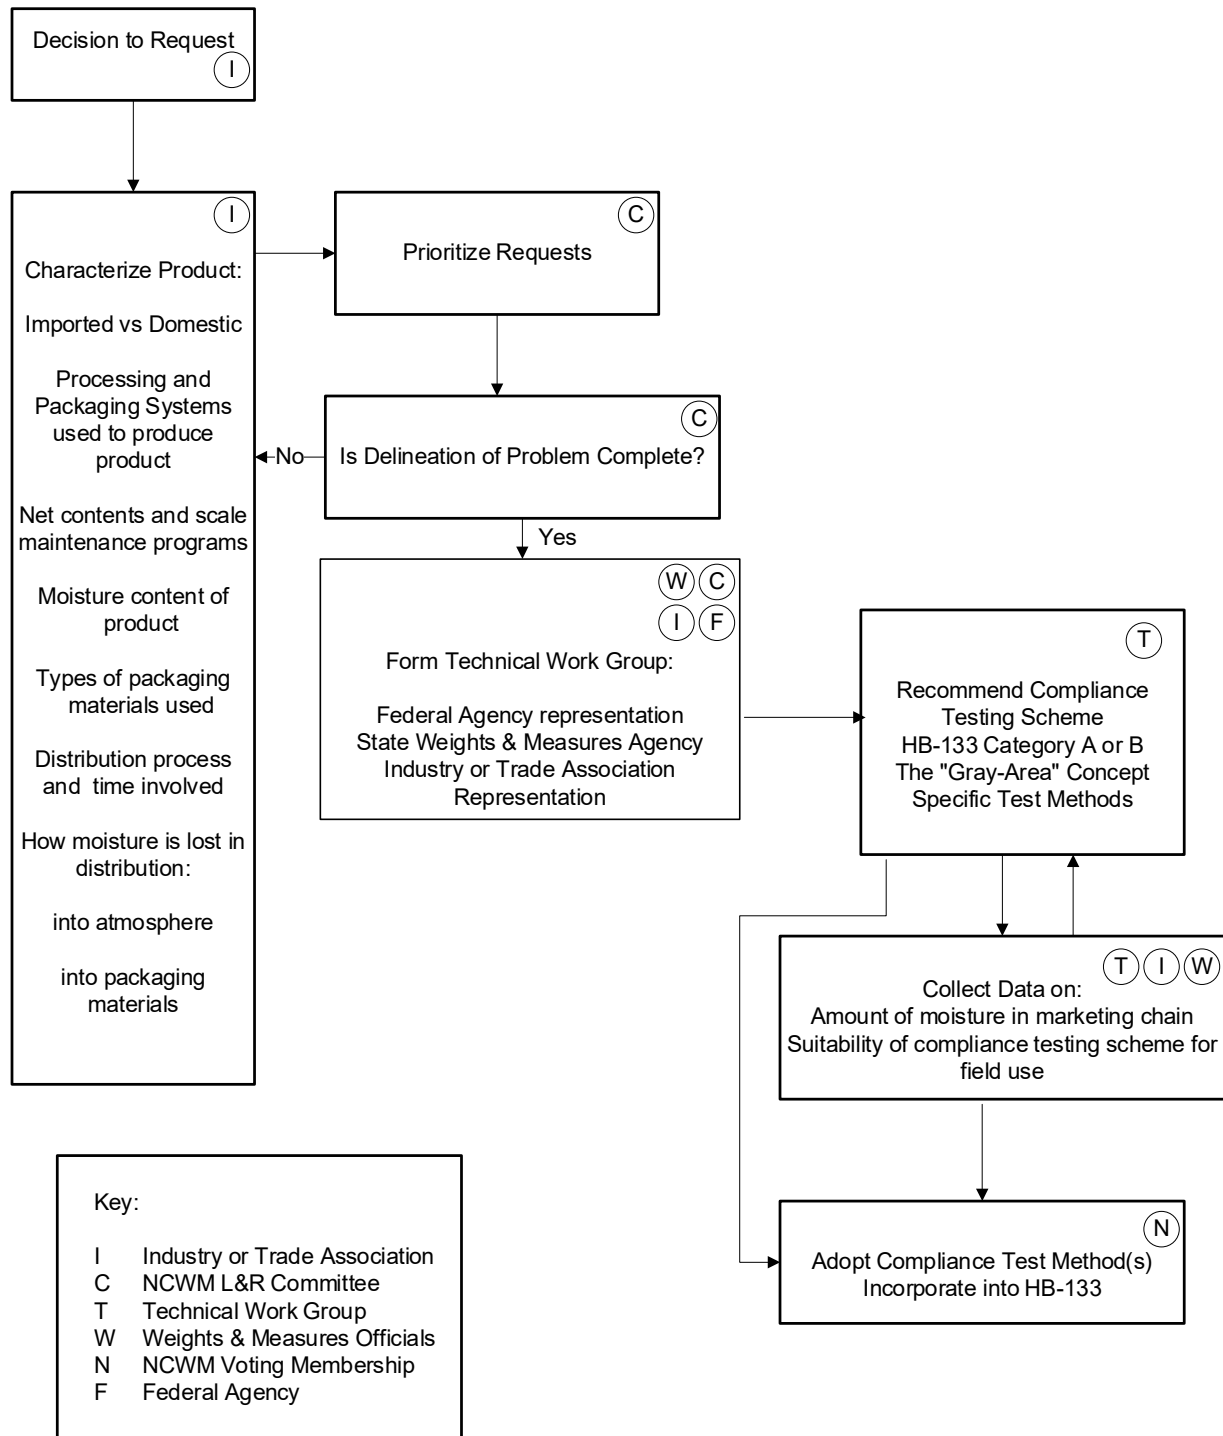 Decision to Request
I
I
Characterize Product:
Imported vs Domestic
Processing and
Packaging Systems
used to produce
product
Net contents and scale
maintenance programs
Moisture content of
product
Types of packaging
materials used
Distribution process
and time involved
How moisture is lost in
distribution:
into atmosphere
into packaging
materials
C
Prioritize Requests
C
Is Delineation of Problem Complete?
No
Yes
W C
I F
Form Technical Work Group:
Federal Agency representation
State Weights & Measures Agency
Industry or Trade Association
Representation
T
Recommend Compliance
Testing Scheme
HB-133 Category A or B
The "Gray-Area" Concept
Specific Test Methods
T I W
Collect Data on:
Amount of moisture in marketing chain
Suitability of compliance testing scheme for
field use
N
Adopt Compliance Test Method(s)
Incorporate into HB-133
Key:
I Industry or Trade Association
C NCWM L&R Committee
T Technical Work Group
W Weights & Measures Officials
N NCWM Voting Membership
F Federal Agency